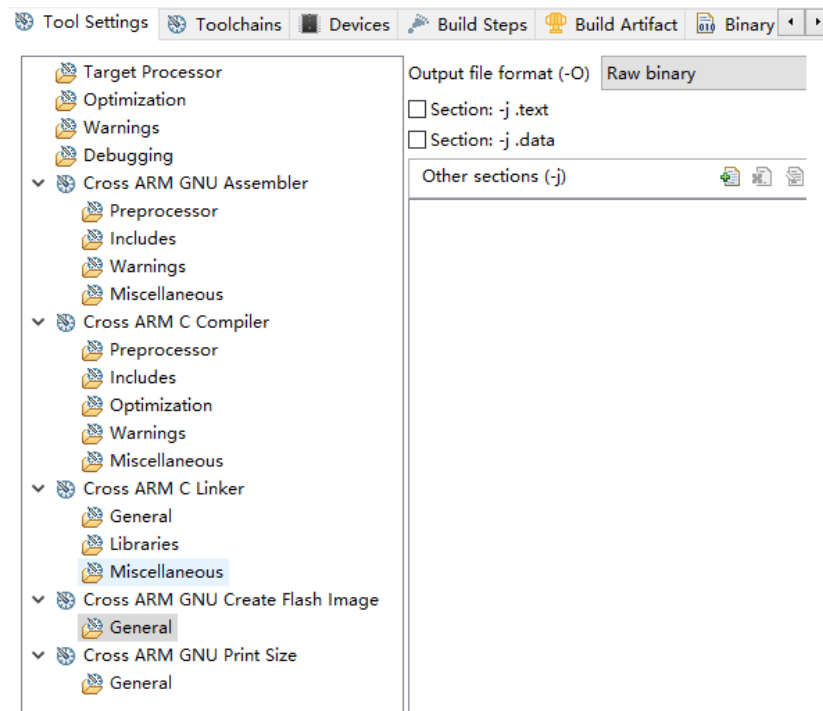 Tool Settings Toolchains Devices Build Steps Build Artifact Binary
Target Processor
Optimization
Warnings
Debugging
Cross ARM GNU Assembler
Preprocessor
Includes
Warnings
Miscellaneous
Cross ARM C Compiler
Preprocessor
Includes
Optimization
Warnings
Miscellaneous
Cross ARM C Linker
General
Libraries
Miscellaneous
Cross ARM GNU Create Flash Image
General
Cross ARM GNU Print Size
General
Output file format (-O) Raw binary
Section: -j .text
Section: -j .data
Other sections (-j)